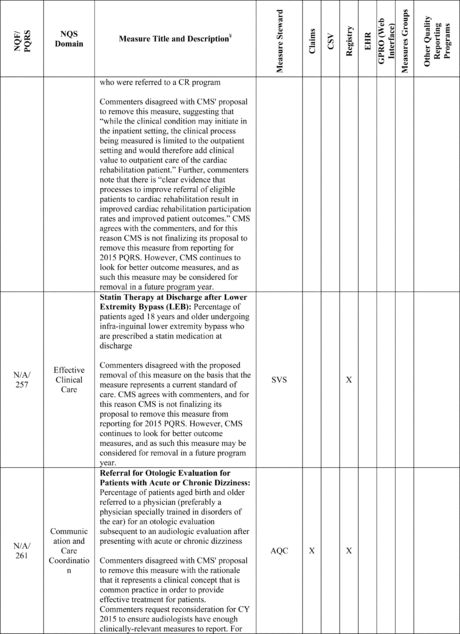 NQF/
PQRS
NQS
Domain
Measure Title and Description¥
Measure Steward
Claims
CSV
Registry
EHR
GPRO (Web
Interface)
Measures Groups
Other Quality
Reporting
Programs
who were referred to a CR program
Commenters disagreed with CMS' proposal
to remove this measure, suggesting that
"while the clinical condition may initiate in
the inpatient setting, the clinical process
being measured is limited to the outpatient
setting and would therefore add clinical
value to outpatient care of the cardiac
rehabilitation patient." Further, commenters
note that there is "clear evidence that
processes to improve referral of eligible
patients to cardiac rehabilitation result in
improved cardiac rehabilitation participation
rates and improved patient outcomes." CMS
agrees with the commenters, and for this
reason CMS is not finalizing its proposal to
remove this measure from reporting for
2015 PQRS. However, CMS continues to
look for better outcome measures, and as
such this measure may be considered for
removal in a future program year.
N/A/
257
Effective
Clinical
Care
Statin Therapy at Discharge after Lower
Extremity Bypass (LEB): Percentage of
patients aged 18 years and older undergoing
infra-inguinal lower extremity bypass who
are prescribed a statin medication at
discharge
Commenters disagreed with the proposed
removal of this measure on the basis that the
measure represents a current standard of
care. CMS agrees with commenters, and for
this reason CMS is not finalizing its
proposal to remove this measure from
reporting for 2015 PQRS. However, CMS
continues to look for better outcome
measures, and as such this measure may be
considered for removal in a future program
year.
SVS
X
N/A/
261
Communic
ation and
Care
Coordinatio
n
Referral for Otologic Evaluation for
Patients with Acute or Chronic Dizziness:
Percentage of patients aged birth and older
referred to a physician (preferably a
physician specially trained in disorders of
the ear) for an otologic evaluation
subsequent to an audiologic evaluation after
presenting with acute or chronic dizziness
Commenters disagreed with CMS' proposal
to remove this measure with the rationale
that it represents a clinical concept that is
common practice in order to provide
effective treatment for patients.
Commenters request reconsideration for CY
2015 to ensure audiologists have enough
clinically-relevant measures to report. For
AQC
X
X